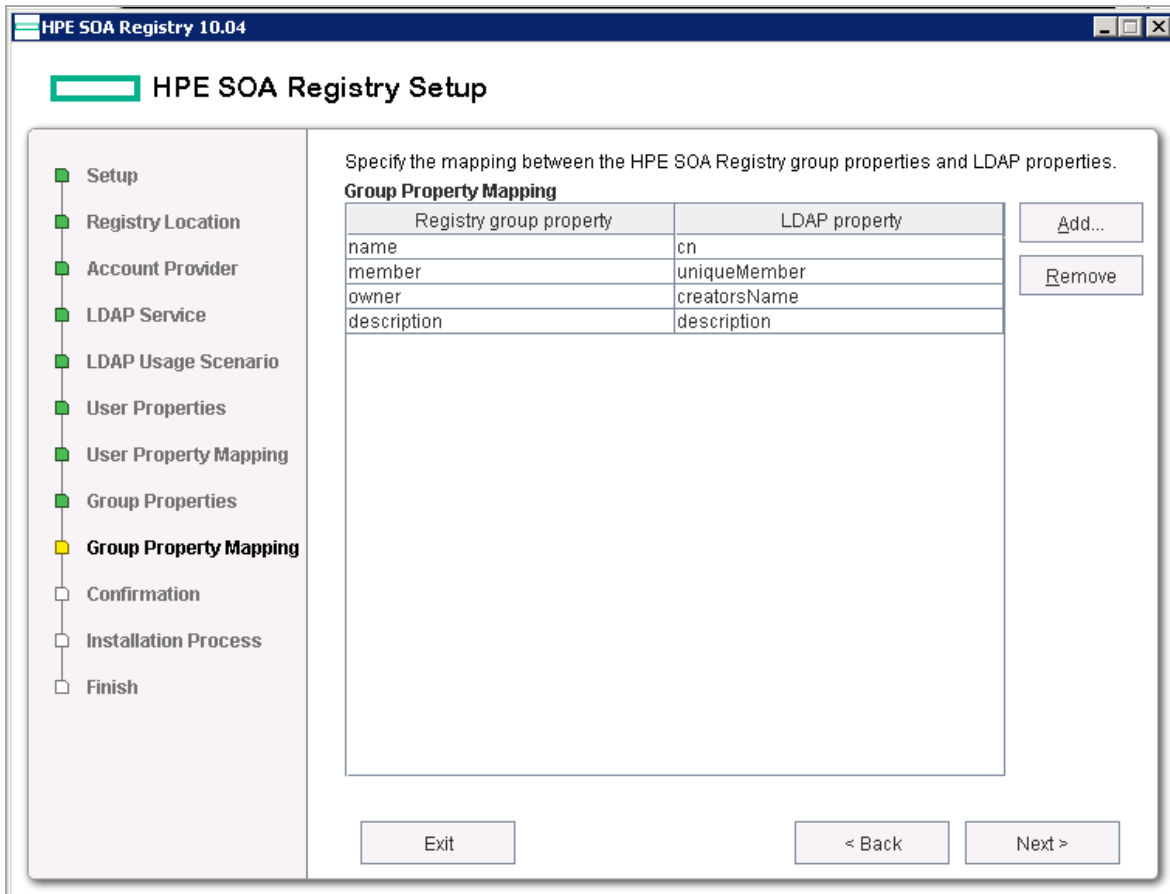 HPE SOA Registry 10.04
HPE SOA Registry Setup
Setup
Registry Location
Account Provider
LDAP Service
LDAP Usage Scenario
User Properties
User Property Mapping
Group Properties
Group Property Mapping
Confirmation
Installation Process
Finish
Specify the mapping between the HPE SOA Registry group properties and LDAP properties.
Group Property Mapping
Registry group property LDAP property
name cn
member uniqueMember
owner creatorsName
description description
Add...
Remove
Exit < Back Next >